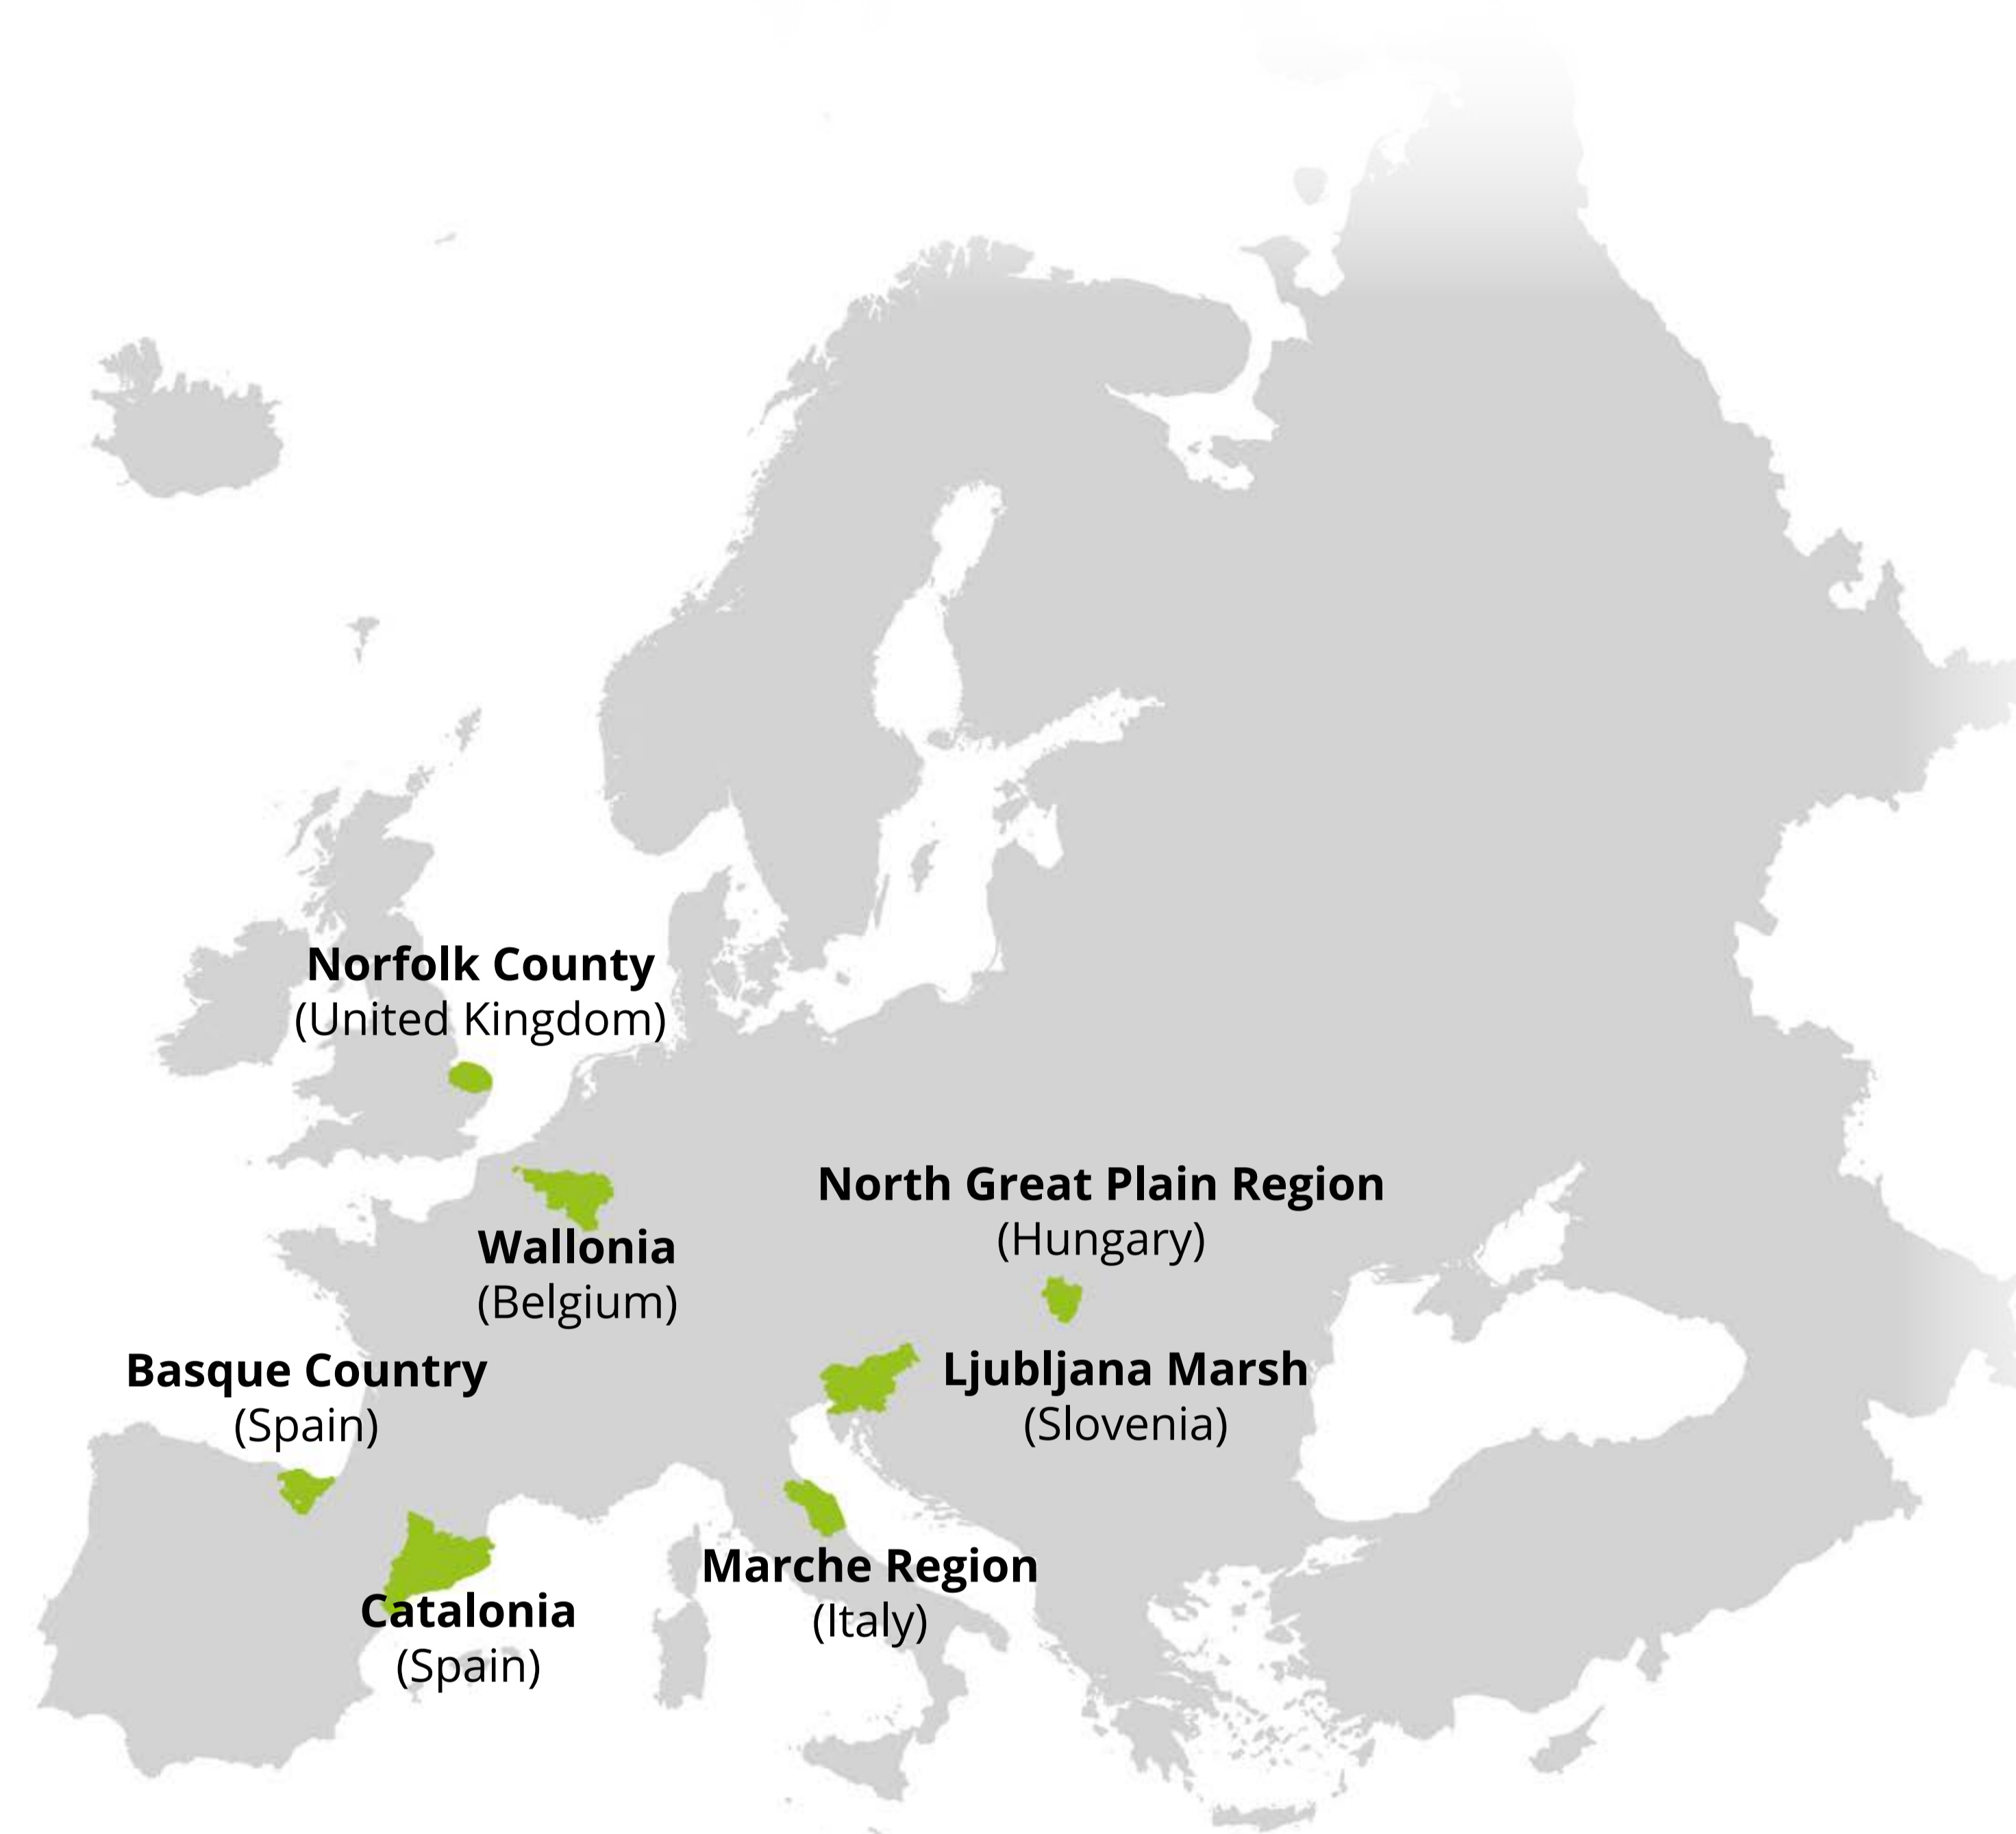 Norfolk County
(United Kingdom)
North Great Plain Region
(Hungary)
Wallonia
(Belgium)
Basque Country
(Spain)
Ljubljana Marsh
(Slovenia)
Marche Region
(Italy)
Catalonia
(Spain)